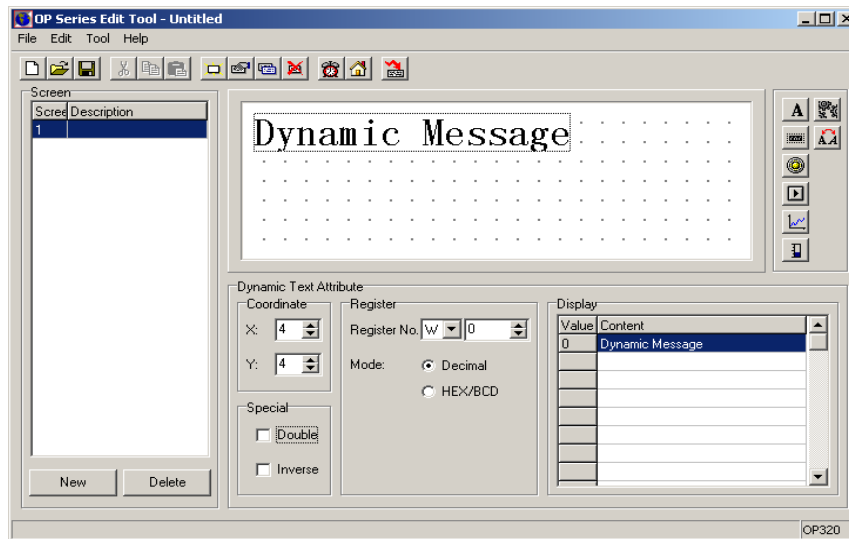 OP Series Edit Tool - Untitled
File Edit Tool Help
Screen
Scree Description
1
New Delete
Dynamic Message
A
AA
Dynamic Text Attribute
Coordinate
X: 4
Y: 4
Special
Double
Inverse
Register
Register No. W 0
Mode: Decimal
HEX/BCD
Display
Value Content
0 Dynamic Message
OP320